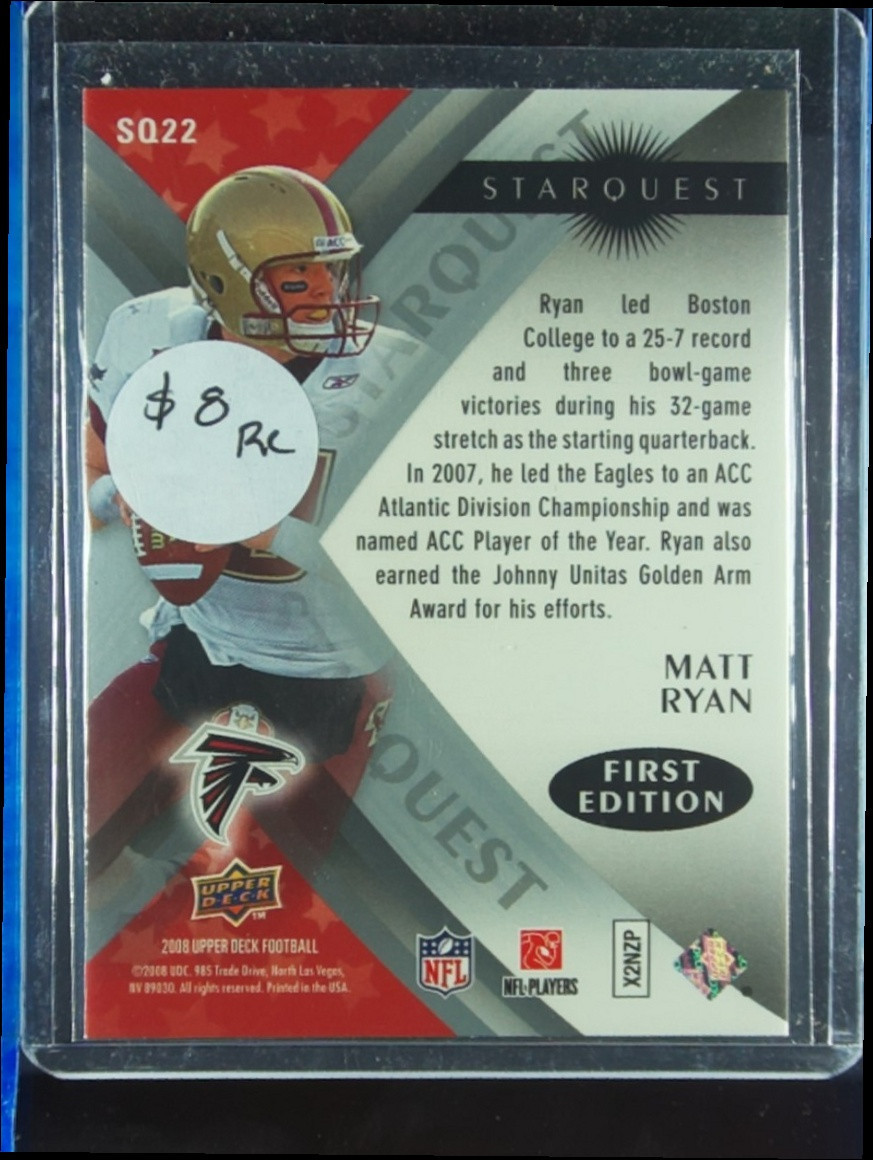 SQ22
STARQUEST
STARQUEST
Ryan led Boston
College to a 25-7 record
and three bowl-game
victories during his 32-game
stretch as the starting quarterback.
In 2007, he led the Eagles to an ACC
Atlantic Division Championship and was
named ACC Player of the Year. Ryan also
earned the Johnny Unitas Golden Arm
Award for his efforts.
ACC
$8
RC
MATT
RYAN
FIRST
EDITION
QUEST
UPPER
DECK
TM
2008 UPPER DECK FOOTBALL
©2008 UDC. 985 Trade Drive, North Las Vegas,
NV 89030. All rights reserved. Printed in the USA.
NFL
NFL PLAYERS
X2NZP